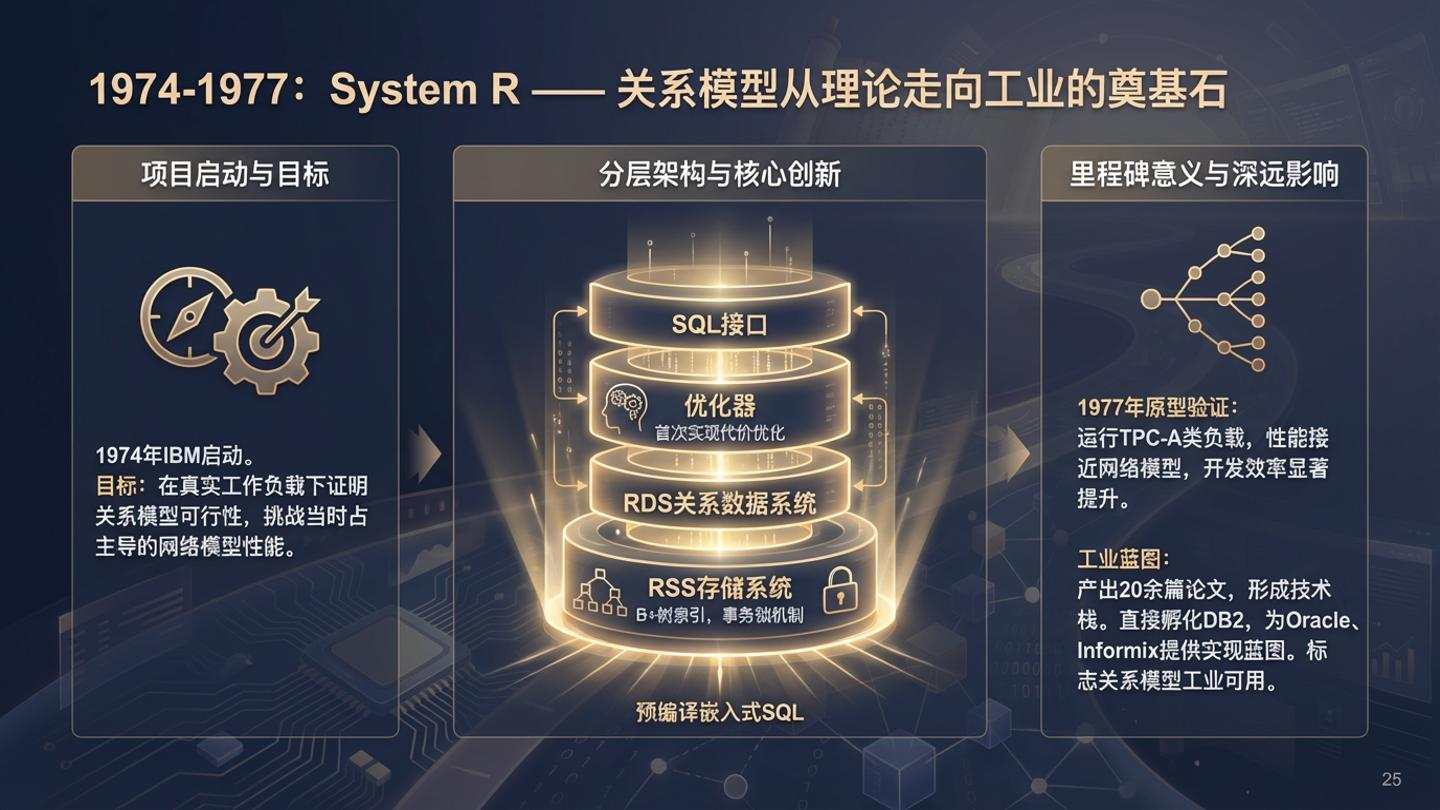 1974-1977：System R —— 关系模型从理论走向工业的奠基石
项目启动与目标
1974年IBM启动。
目标：在真实工作负载下证明
关系模型可行性，挑战当时占
主导的网络模型性能。
分层架构与核心创新
SQL接口
优化器
首次实现代价优化
RDS关系数据系统
RSS存储系统
索引，事务
预编译嵌入式SQL
里程碑意义与深远影响
1977年原型验证：
运行TPC-A类负载，性能接
近网络模型，开发效率显著
提升。
工业蓝图：
产出20余篇论文，形成技术
栈。直接孵化DB2，为Oracle、
Informix提供实现蓝图。标
志关系模型工业可用。
25